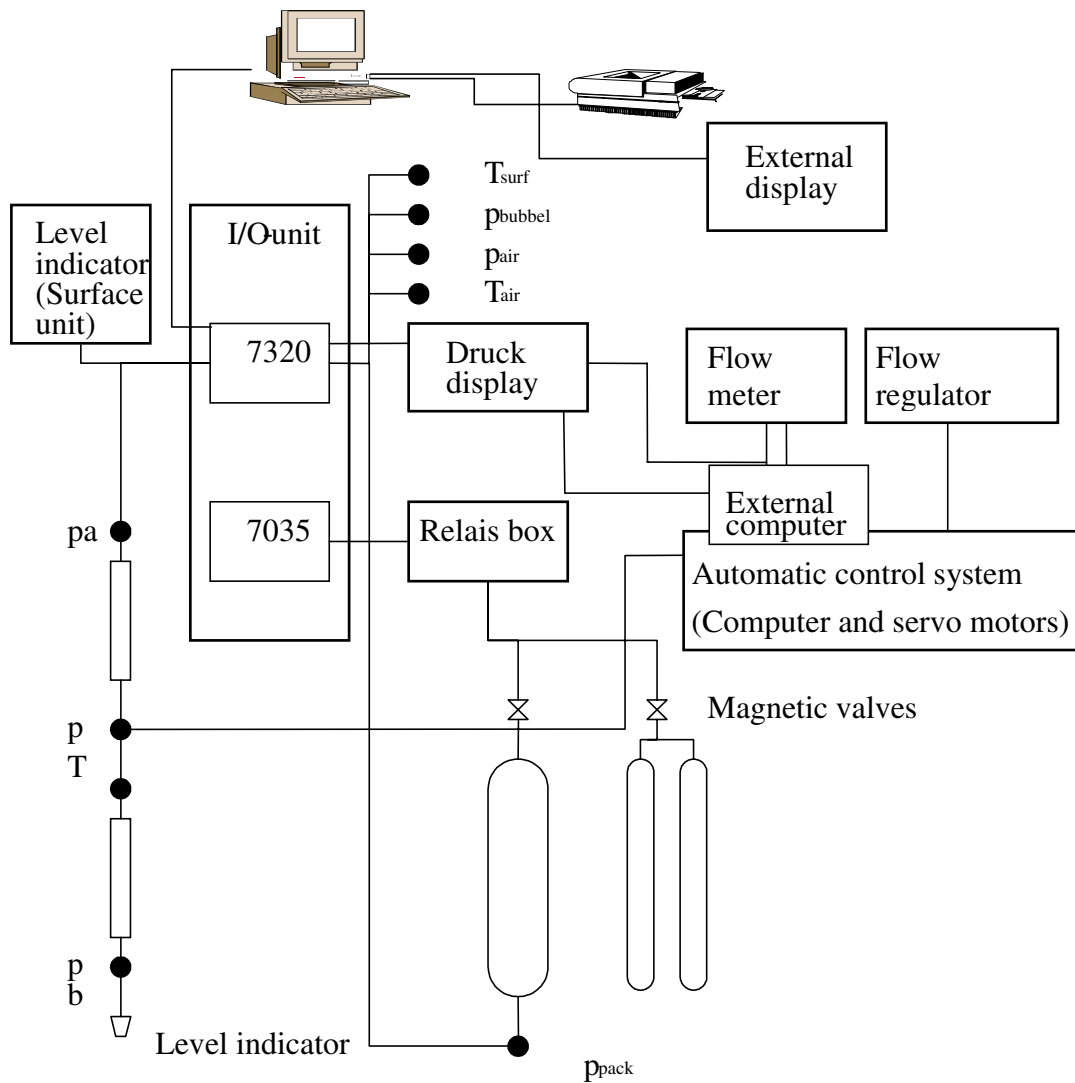 External
display
Tsurf
pbubbel
pair
Tair
Level
indicator
(Surface
unit)
I/O-unit
7320
Druck
display
Flow
meter
Flow
regulator
7035
Relais box
External
computer
Automatic control system
(Computer and servo motors)
pa
p
T
Magnetic valves
p
b
Level indicator
ppack